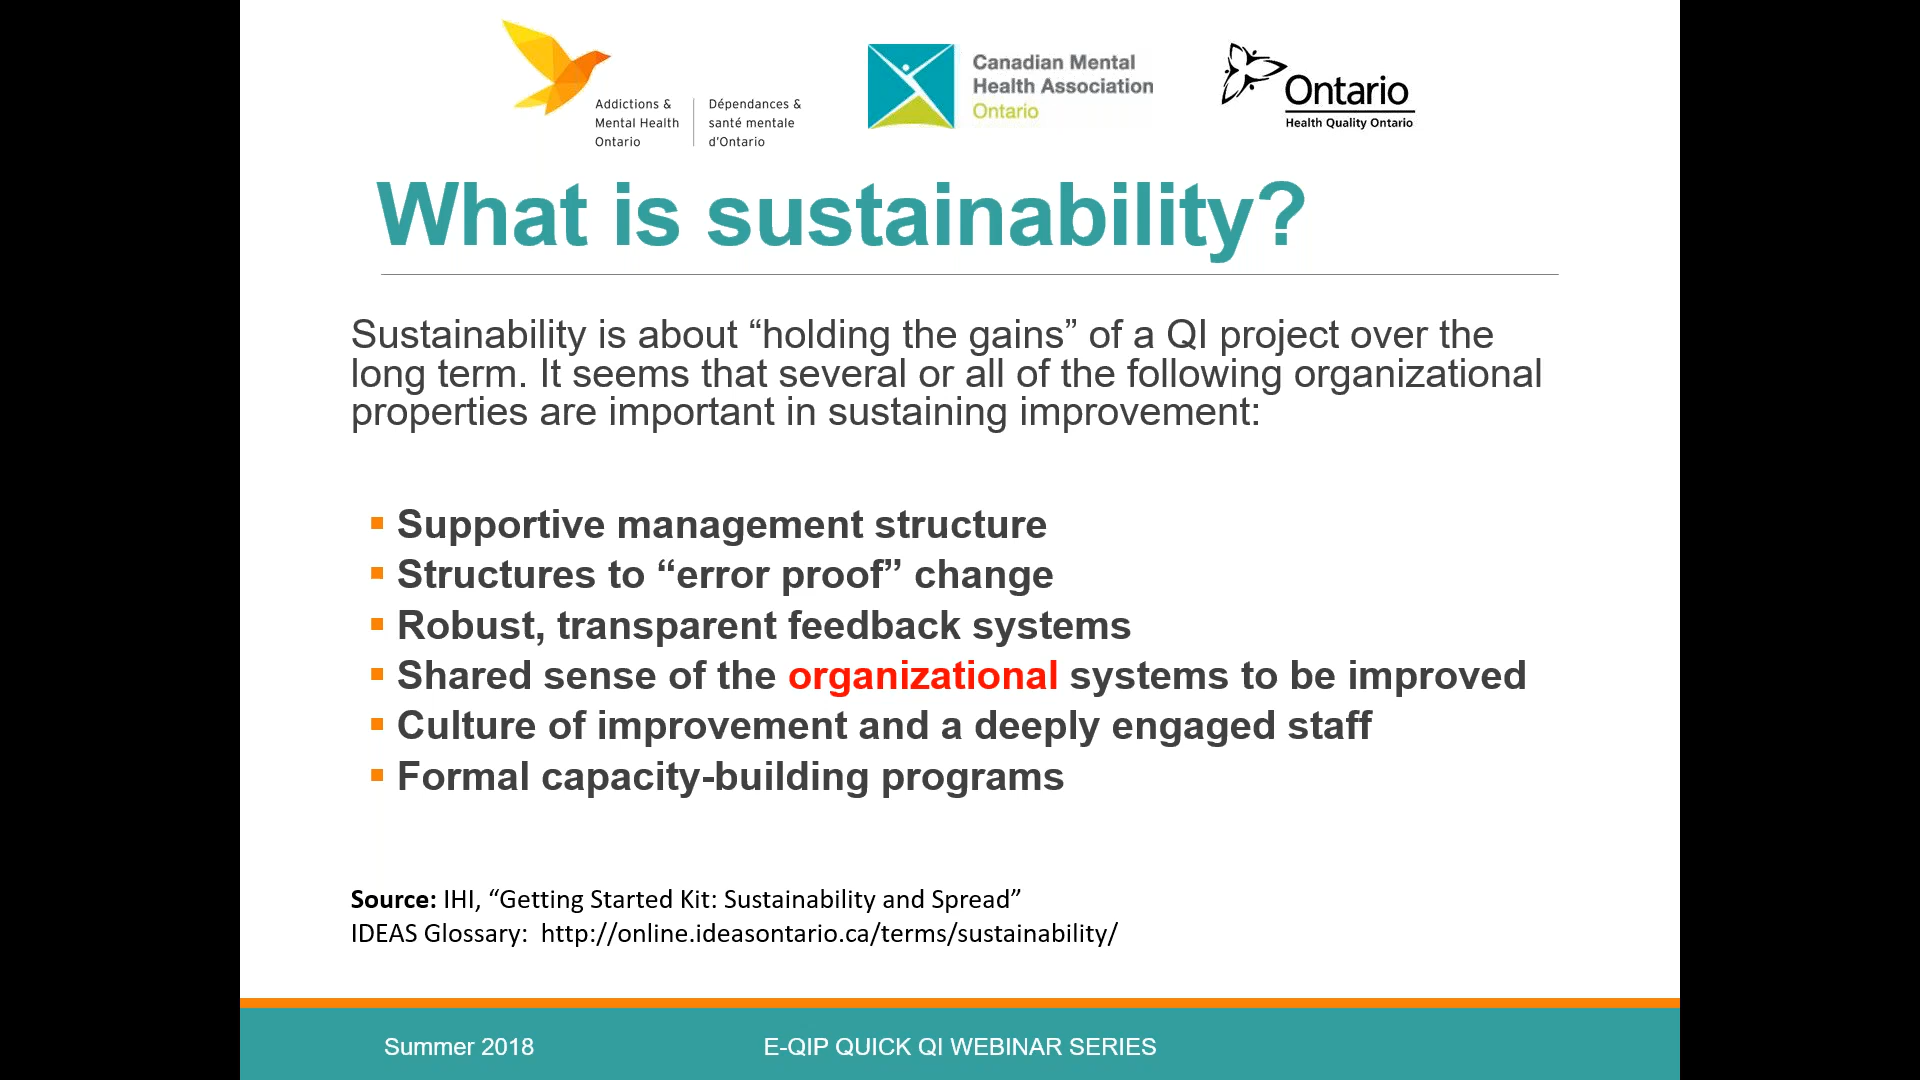 Addictions &
Mental Health
Ontario
Dépendances &
santé mentale
d'Ontario
Canadian Mental
Health Association
Ontario
Ontario
Health Quality Ontario
What is sustainability?
Sustainability is about “holding the gains” of a QI project over the
long term. It seems that several or all of the following organizational
properties are important in sustaining improvement:
▪ Supportive management structure
▪ Structures to “error proof” change
▪ Robust, transparent feedback systems
▪ Shared sense of the organizational systems to be improved
▪ Culture of improvement and a deeply engaged staff
▪ Formal capacity-building programs
Source: IHI, “Getting Started Kit: Sustainability and Spread”
IDEAS Glossary: http://online.ideasontario.ca/terms/sustainability/
Summer 2018
E-QIP QUICK QI WEBINAR SERIES